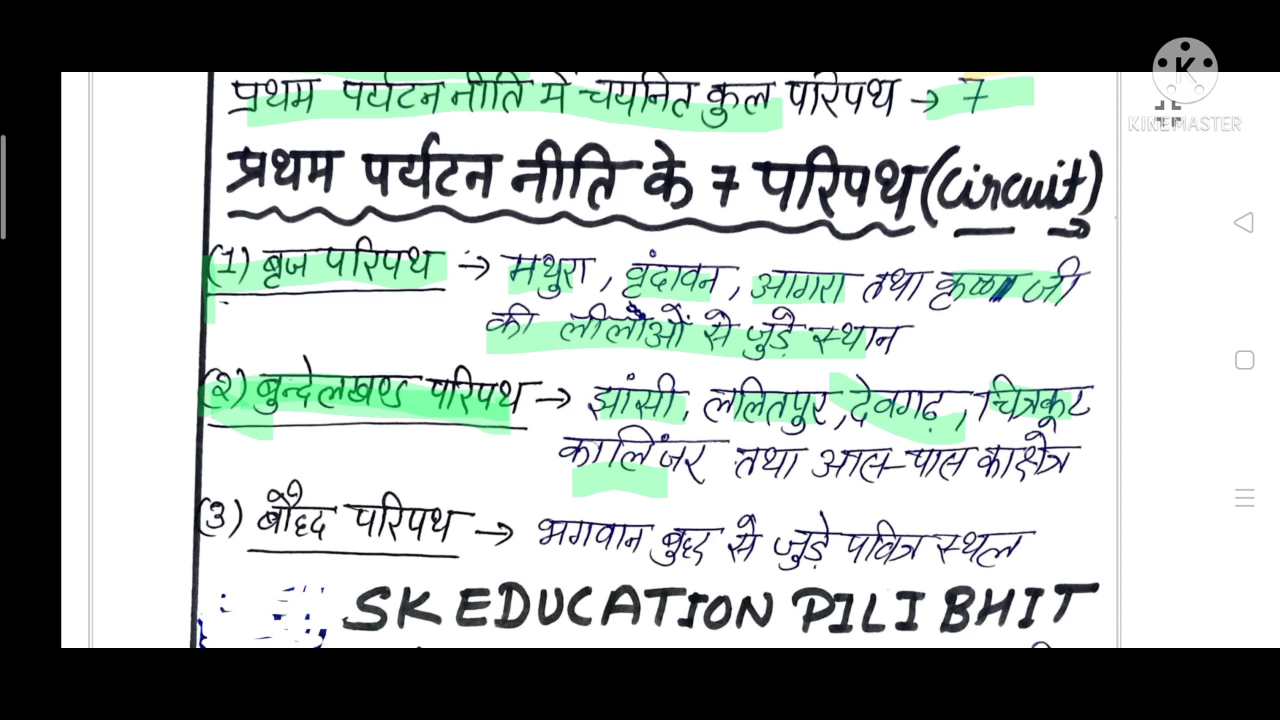 प्रथम पर्यटन नीति में चयनित कुल परिपथ → 7
KINEMASTER
प्रथम पर्यटन नीति के 7 परिपथ (Circuit)
(1) बृज परिपथ → मथुरा, वृंदावन, आगरा तथा कृष्ण जी
की लीलाओं से जुड़े स्थान
(२) बुन्देलखण्ड परिपथ → झांसी, ललितपुर, देवगढ़, चित्रकूट
कालिंजर तथा आस-पास का क्षेत्र
(3) बौद्ध परिपथ → भगवान बुद्ध से जुड़े पवित्र स्थल
SK EDUCATION PILIBHIT